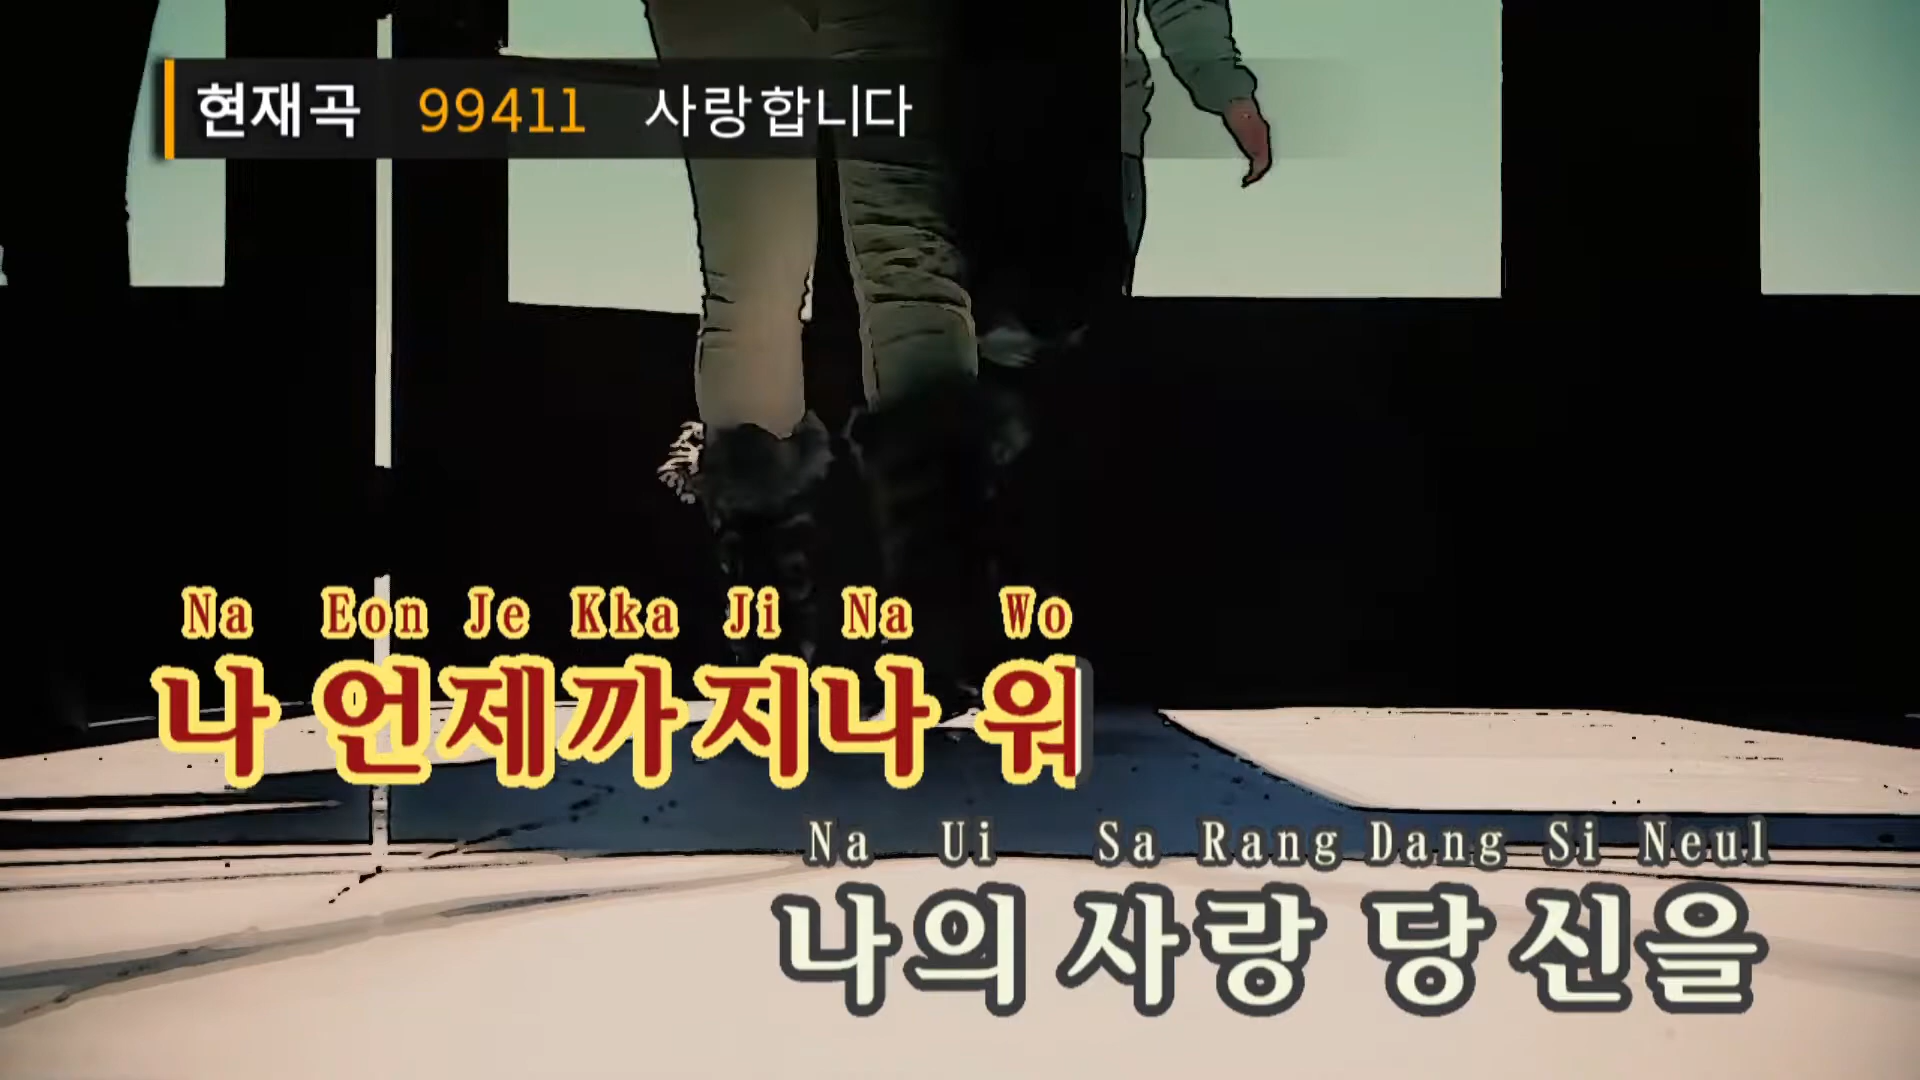 현재곡 99411 사랑합니다
Na Eon Je Kka Ji Na Wo
나 언제까지나 워
Na Ui Sa Rang Dang Si Neul
나의 사랑 당신을